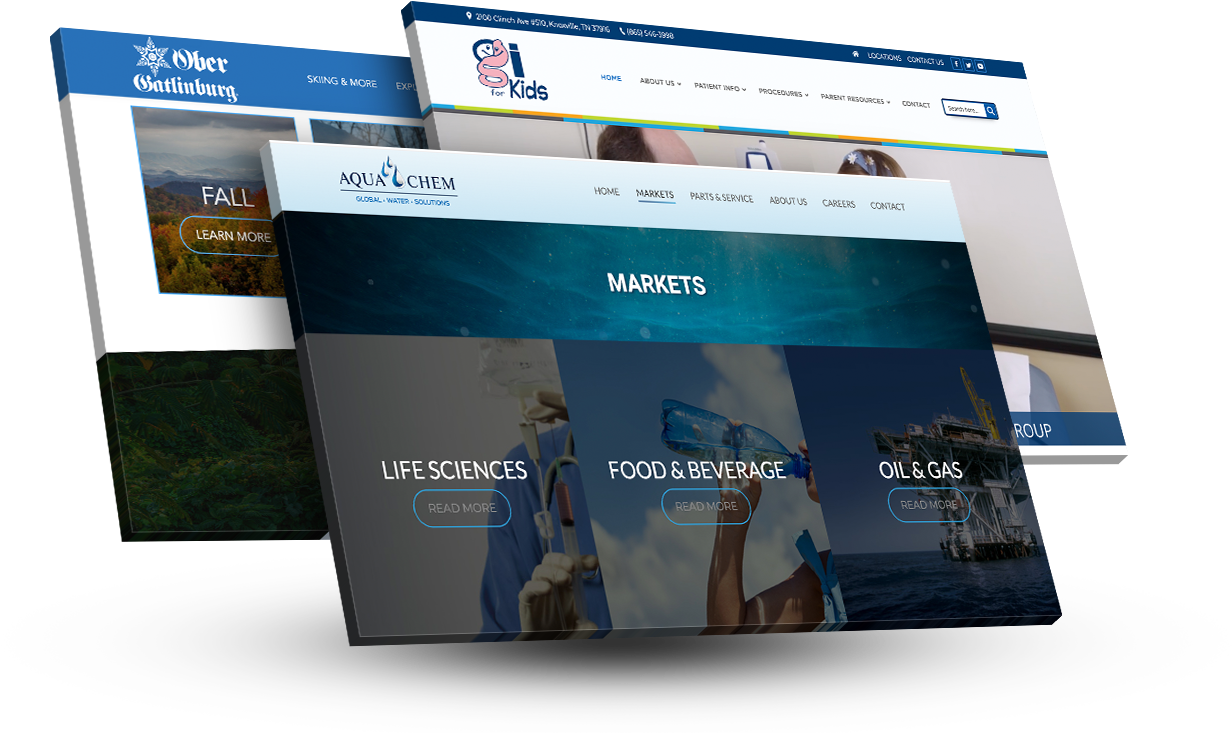 Ober
Gatlinburg
SKIING & MORE
FALL
LEARN MORE
2100 Clinch Ave #510, Knoxville, TN 37916
(865) 546-3998
LOCATIONS
CONTACT US
Gi
for Kids
HOME
ABOUT US
PATIENT INFO
PROCEDURES
PARENT RESOURCES
CONTACT
Search here...
ROUP
AQUA CHEM
GLOBAL - WATER - SOLUTIONS
HOME
MARKETS
PARTS & SERVICE
ABOUT US
CAREERS
CONTACT
MARKETS
LIFE SCIENCES
READ MORE
FOOD & BEVERAGE
READ MORE
OIL & GAS
READ MORE